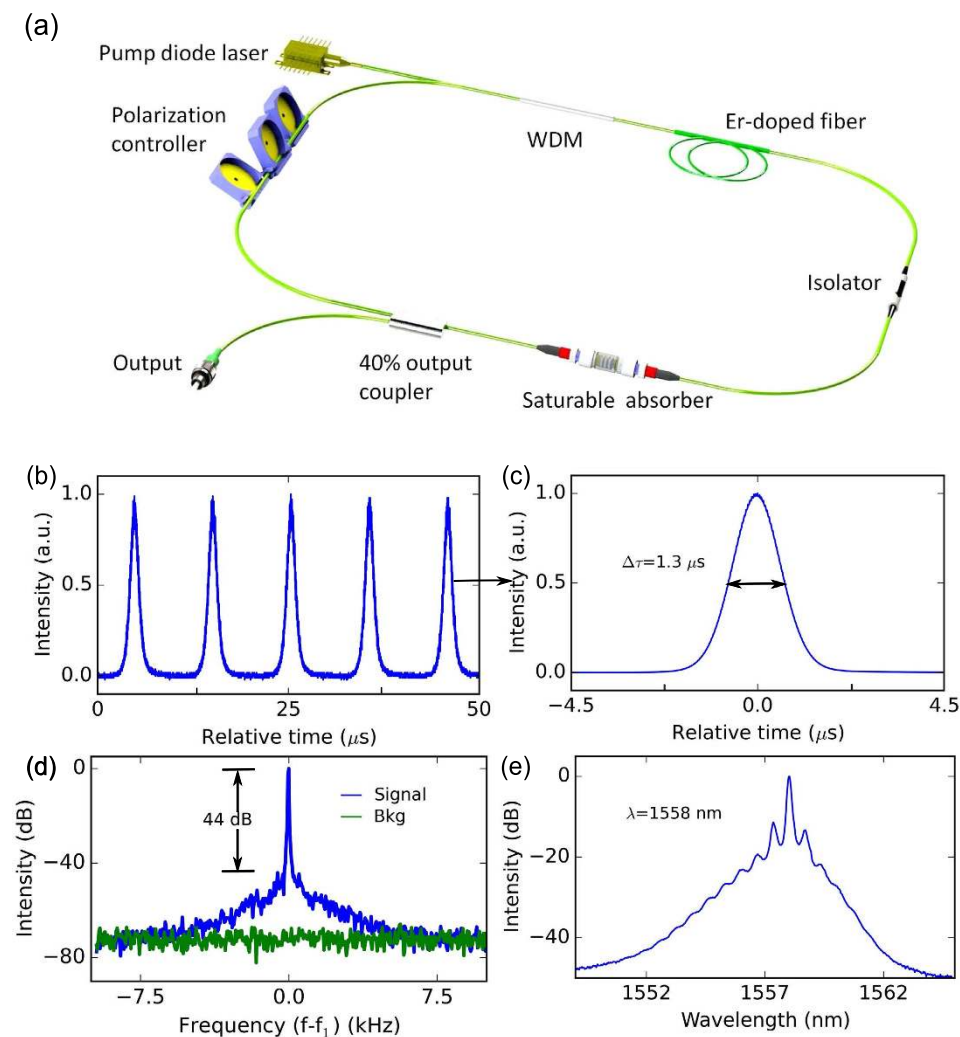 (a)
Pump diode laser
Polarization
controller
WDM
Er-doped fiber
Isolator
Output
40% output
coupler
Saturable absorber
(b)
Intensity (a.u.)
1.0
0.5
0.0
0
25
50
Relative time (μs)
(c)
Intensity (a.u.)
1.0
0.5
0.0
Δτ=1.3 μs
−4.5
0.0
4.5
Relative time (μs)
(d)
Intensity (dB)
0
−40
−80
44 dB
Signal
Bkg
−7.5
0.0
7.5
Frequency (f-f₁) (kHz)
(e)
Intensity (dB)
0
−20
−40
λ=1558 nm
1552
1557
1562
Wavelength (nm)